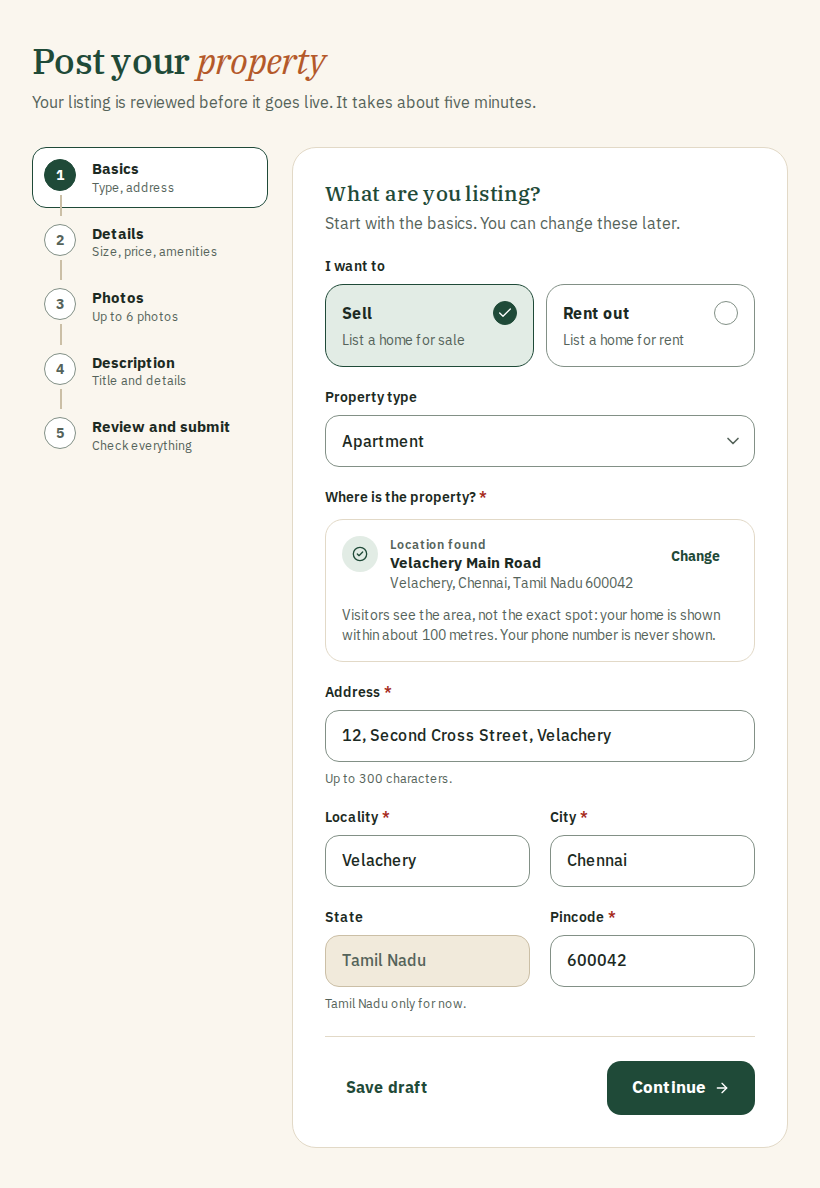 Post your property
Your listing is reviewed before it goes live. It takes about five minutes.
1
Basics
Type, address
2
Details
Size, price, amenities
3
Photos
Up to 6 photos
4
Description
Title and details
5
Review and submit
Check everything
What are you listing?
Start with the basics. You can change these later.
I want to
Sell
List a home for sale
Rent out
List a home for rent
Property type
Apartment
Where is the property? *
Location found
Velachery Main Road
Velachery, Chennai, Tamil Nadu 600042
Change
Visitors see the area, not the exact spot: your home is shown
within about 100 metres. Your phone number is never shown.
Address *
12, Second Cross Street, Velachery
Up to 300 characters.
Locality *
Velachery
City *
Chennai
State
Tamil Nadu
Tamil Nadu only for now.
Pincode *
600042
Save draft
Continue →